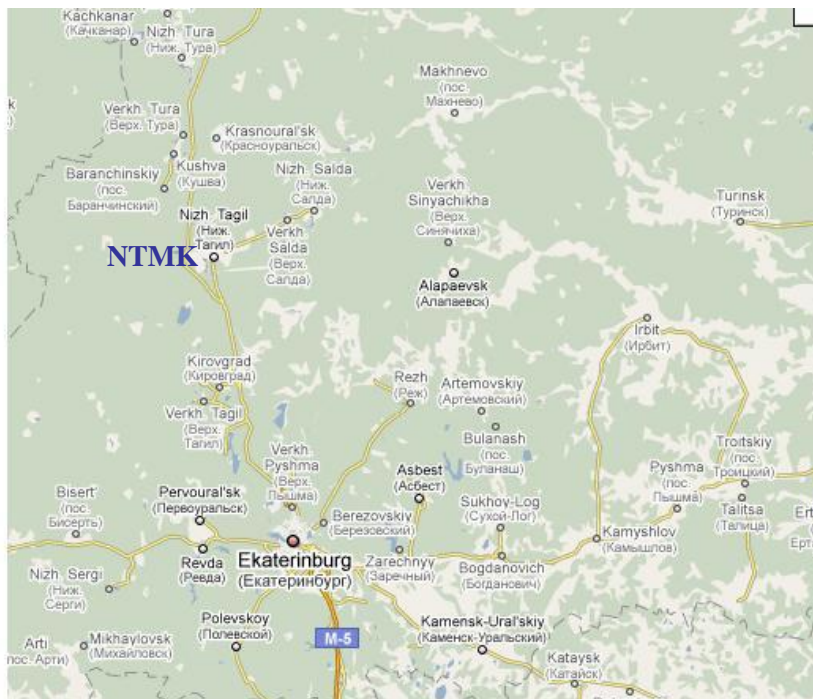 Kachkanar
(Качканар)
Nizh. Tura
(Ниж. Тура)
Makhnevo
(пос.
Махнево)
Verkh. Tura
(Верх. Тура)
Krasnoural'sk
(Красноуральск)
Kushva
(Кушва)
Baranchinskiy
(пос.
Баранчинский)
Nizh. Salda
(Ниж.
Салда)
Verkh.
Sinyachikha
(Верх.
Синячиха)
Turinsk
(Туринск)
Nizh. Tagil
(Ниж.
Тагил)
NTMK
Verkh.
Salda
(Верх.
Салда)
Alapaevsk
(Алапаевск)
Irbit
(Ирбит)
Kirovgrad
(Кировград)
Rezh
(Реж)
Artemovskiy
(Артемовский)
Verkh. Tagil
(Верх.
Тагил)
Bulanash
(пос.
Буланаш)
Verkh.
Pyshma
(Верх.
Пышма)
Troitskiy
(пос.
Троицкий)
Asbest
(Асбест)
Pyshma
(пос.
Пышма)
Bisert'
(пос.
Бисерть)
Pervoural'sk
(Первоуральск)
Sukhoy-Log
(Сухой-Лог)
Talitsa
(Талица)
Berezovskiy
(Березовский)
Kamyshlov
(Камышлов)
Ekaterinburg
(Екатеринбург)
Revda
(Ревда)
Zarechnyy
(Заречный)
Bogdanovich
(Богданович)
Nizh. Sergi
(Ниж.
Серги)
Polevskoy
(Полевской)
Kamensk-Ural'skiy
(Каменск-Уральский)
M-5
Arti
(пос. Арти)
Mikhaylovsk
(Михайловск)
Kataysk
(Катайск)